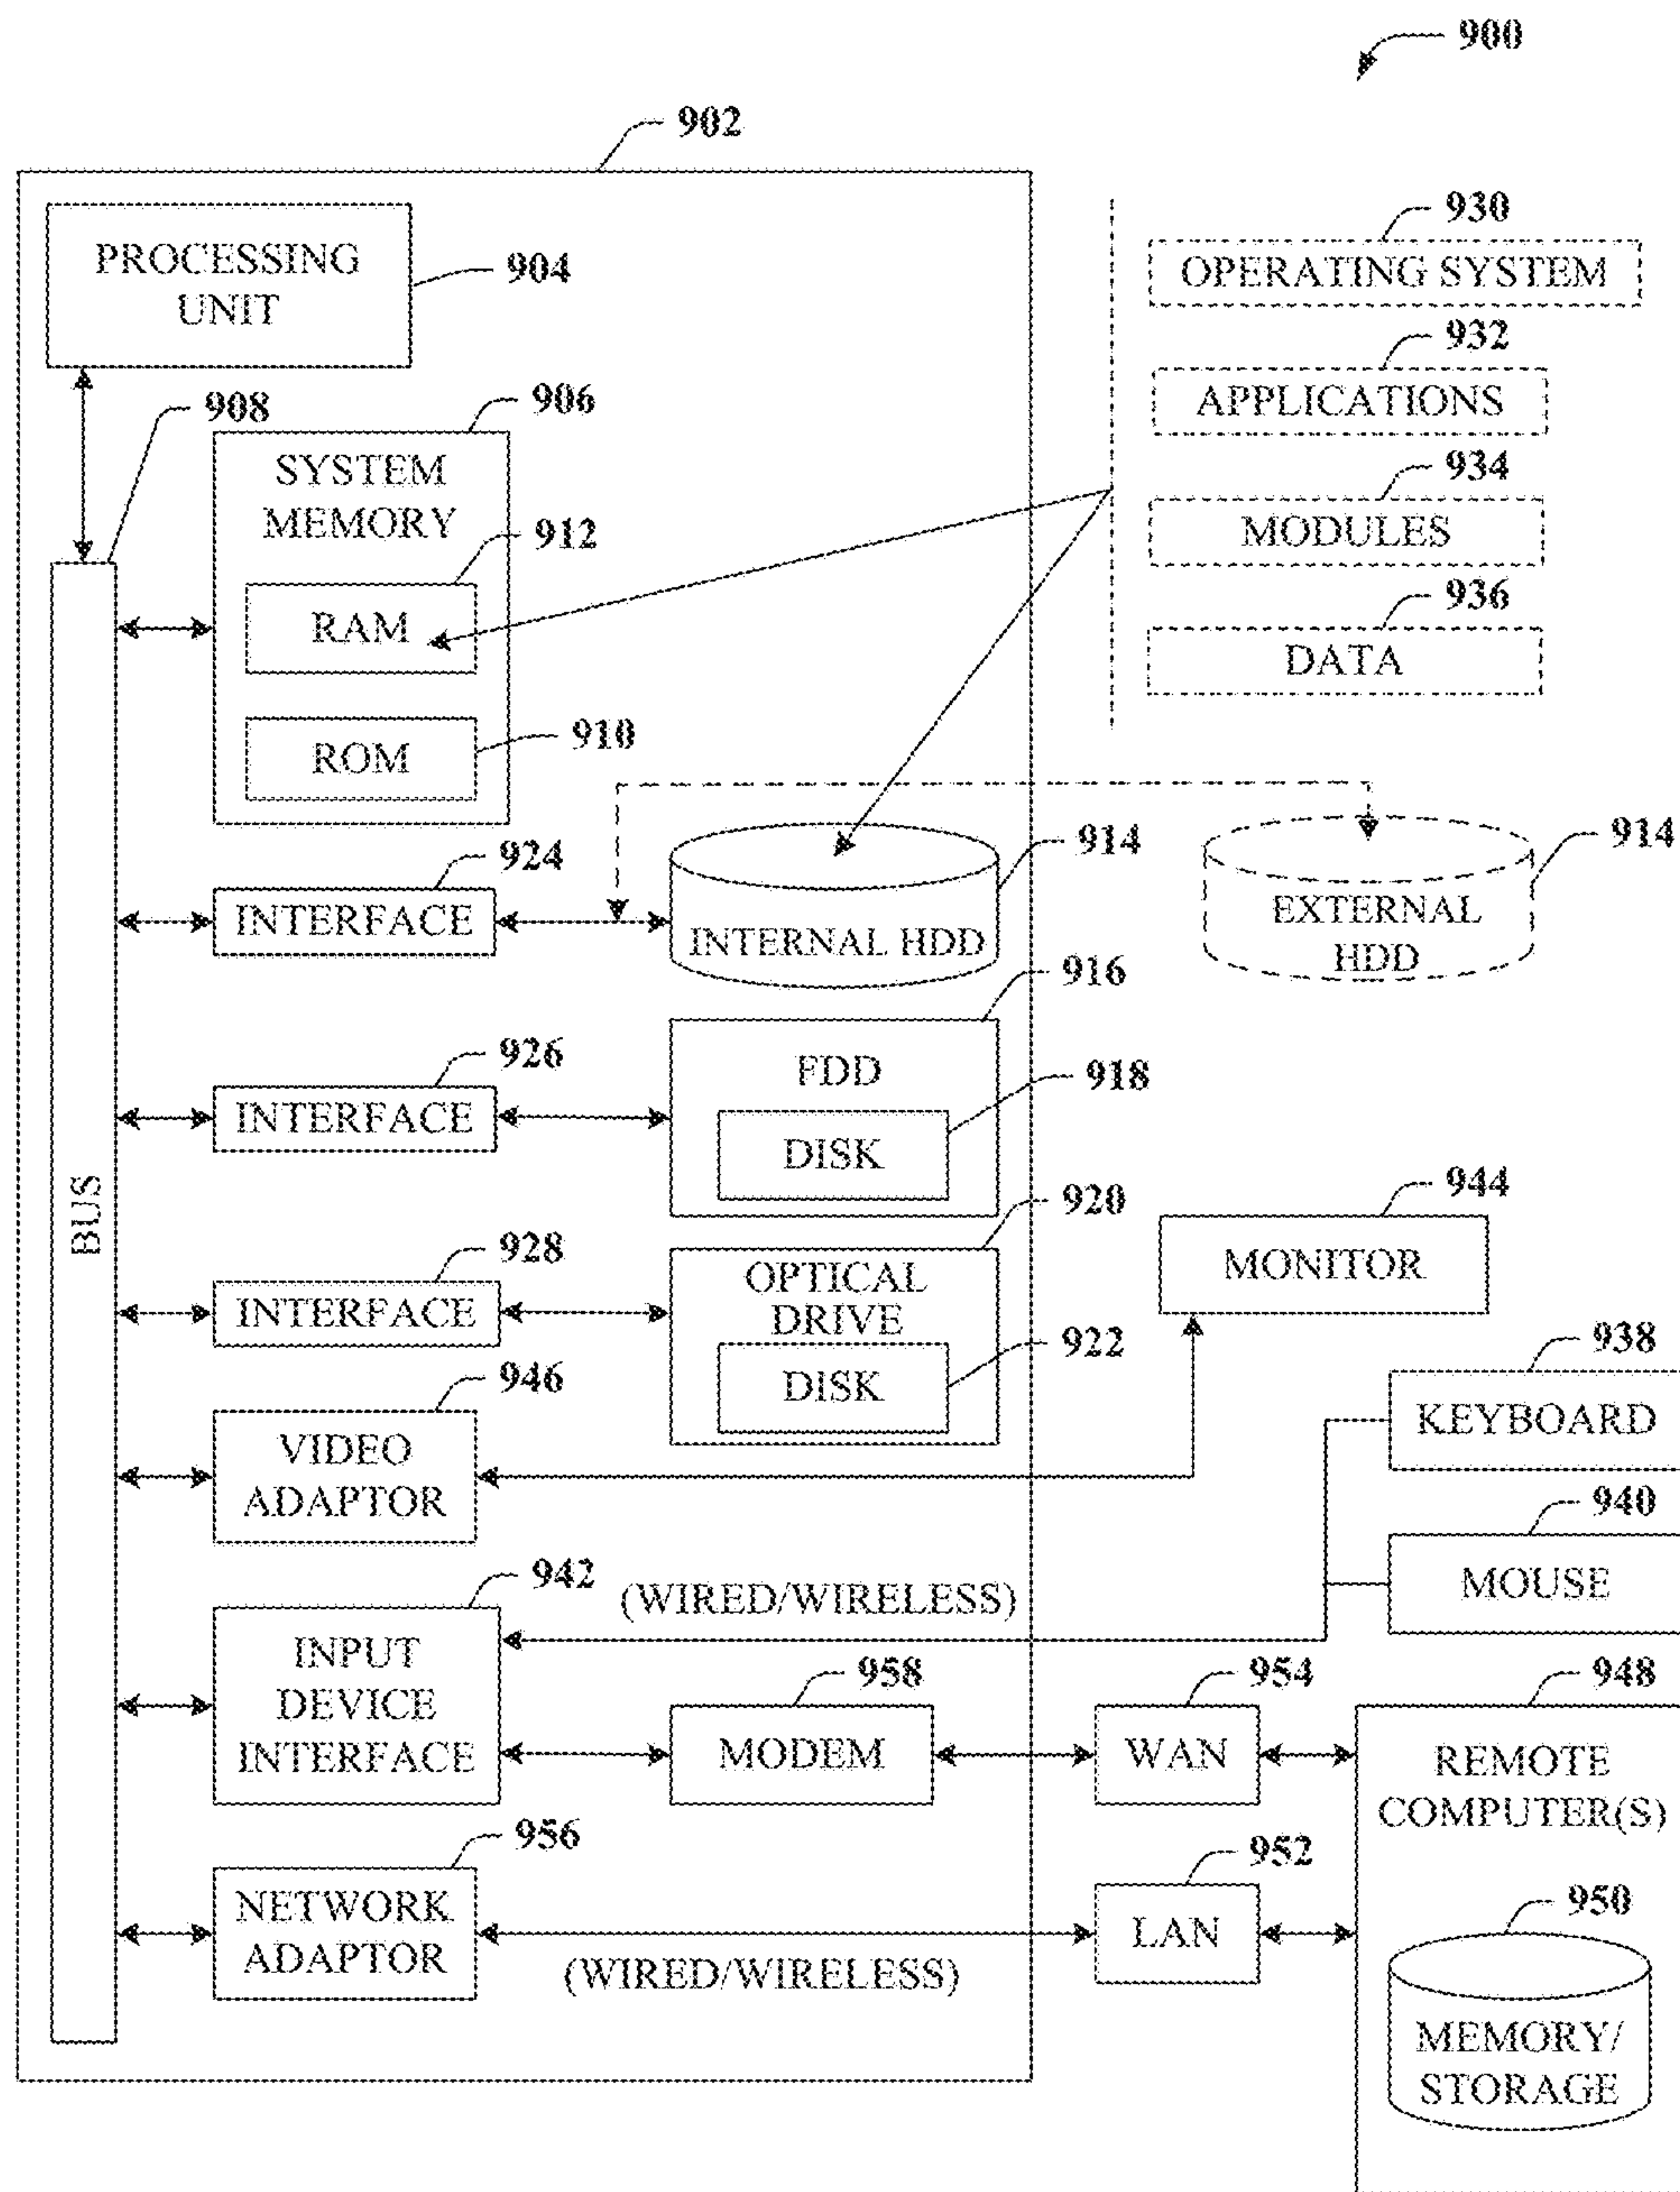 900
902
PROCESSING
UNIT
904
930
OPERATING SYSTEM
932
APPLICATIONS
934
MODULES
936
DATA
908
906
SYSTEM
MEMORY
912
RAM
910
ROM
924
INTERFACE
914
INTERNAL HDD
914
EXTERNAL
HDD
916
FDD
918
DISK
926
INTERFACE
BUS
920
OPTICAL
DRIVE
922
DISK
928
INTERFACE
944
MONITOR
946
VIDEO
ADAPTOR
938
KEYBOARD
940
MOUSE
942
(WIRED/WIRELESS)
INPUT
DEVICE
INTERFACE
958
MODEM
954
WAN
948
REMOTE
COMPUTER(S)
956
NETWORK
ADAPTOR
(WIRED/WIRELESS)
952
LAN
950
MEMORY/
STORAGE